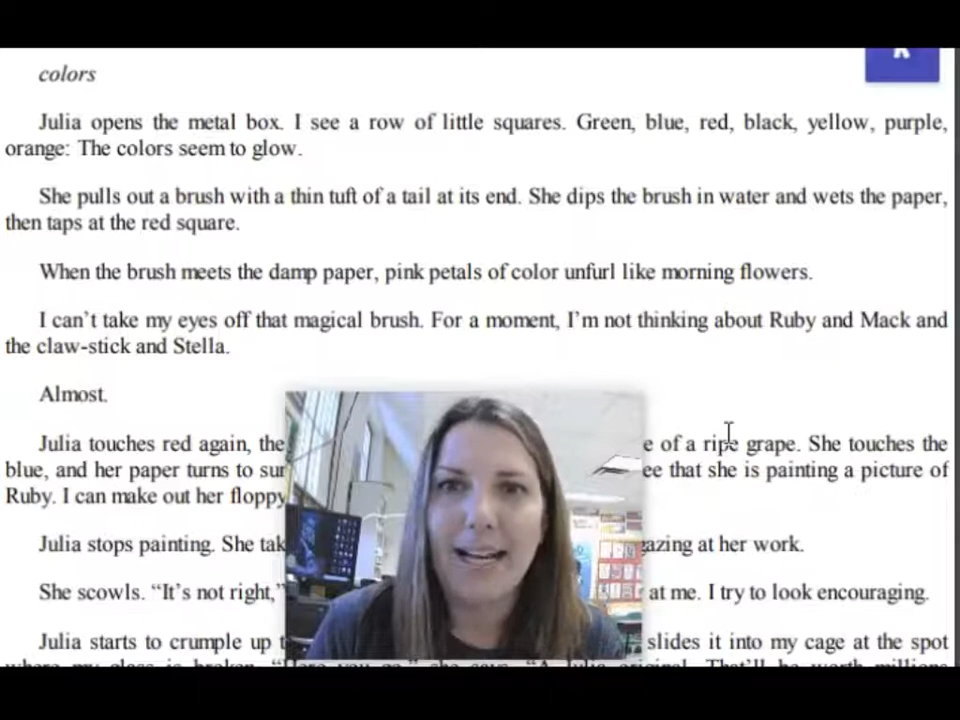 colors
Julia opens the metal box. I see a row of little squares. Green, blue, red, black, yellow, purple,
orange: The colors seem to glow.
She pulls out a brush with a thin tuft of a tail at its end. She dips the brush in water and wets the paper,
then taps at the red square.
When the brush meets the damp paper, pink petals of color unfurl like morning flowers.
I can’t take my eyes off that magical brush. For a moment, I’m not thinking about Ruby and Mack and
the claw-stick and Stella.
Almost.
Julia touches red again, the of a ripe grape. She touches the
blue, and her paper turns to that she is painting a picture of
Ruby. I can make out her floppy
Julia stops painting. She at her work.
She scowls. “It’s not right,” at me. I try to look encouraging.
Julia starts to crumple up slides it into my cage at the spot